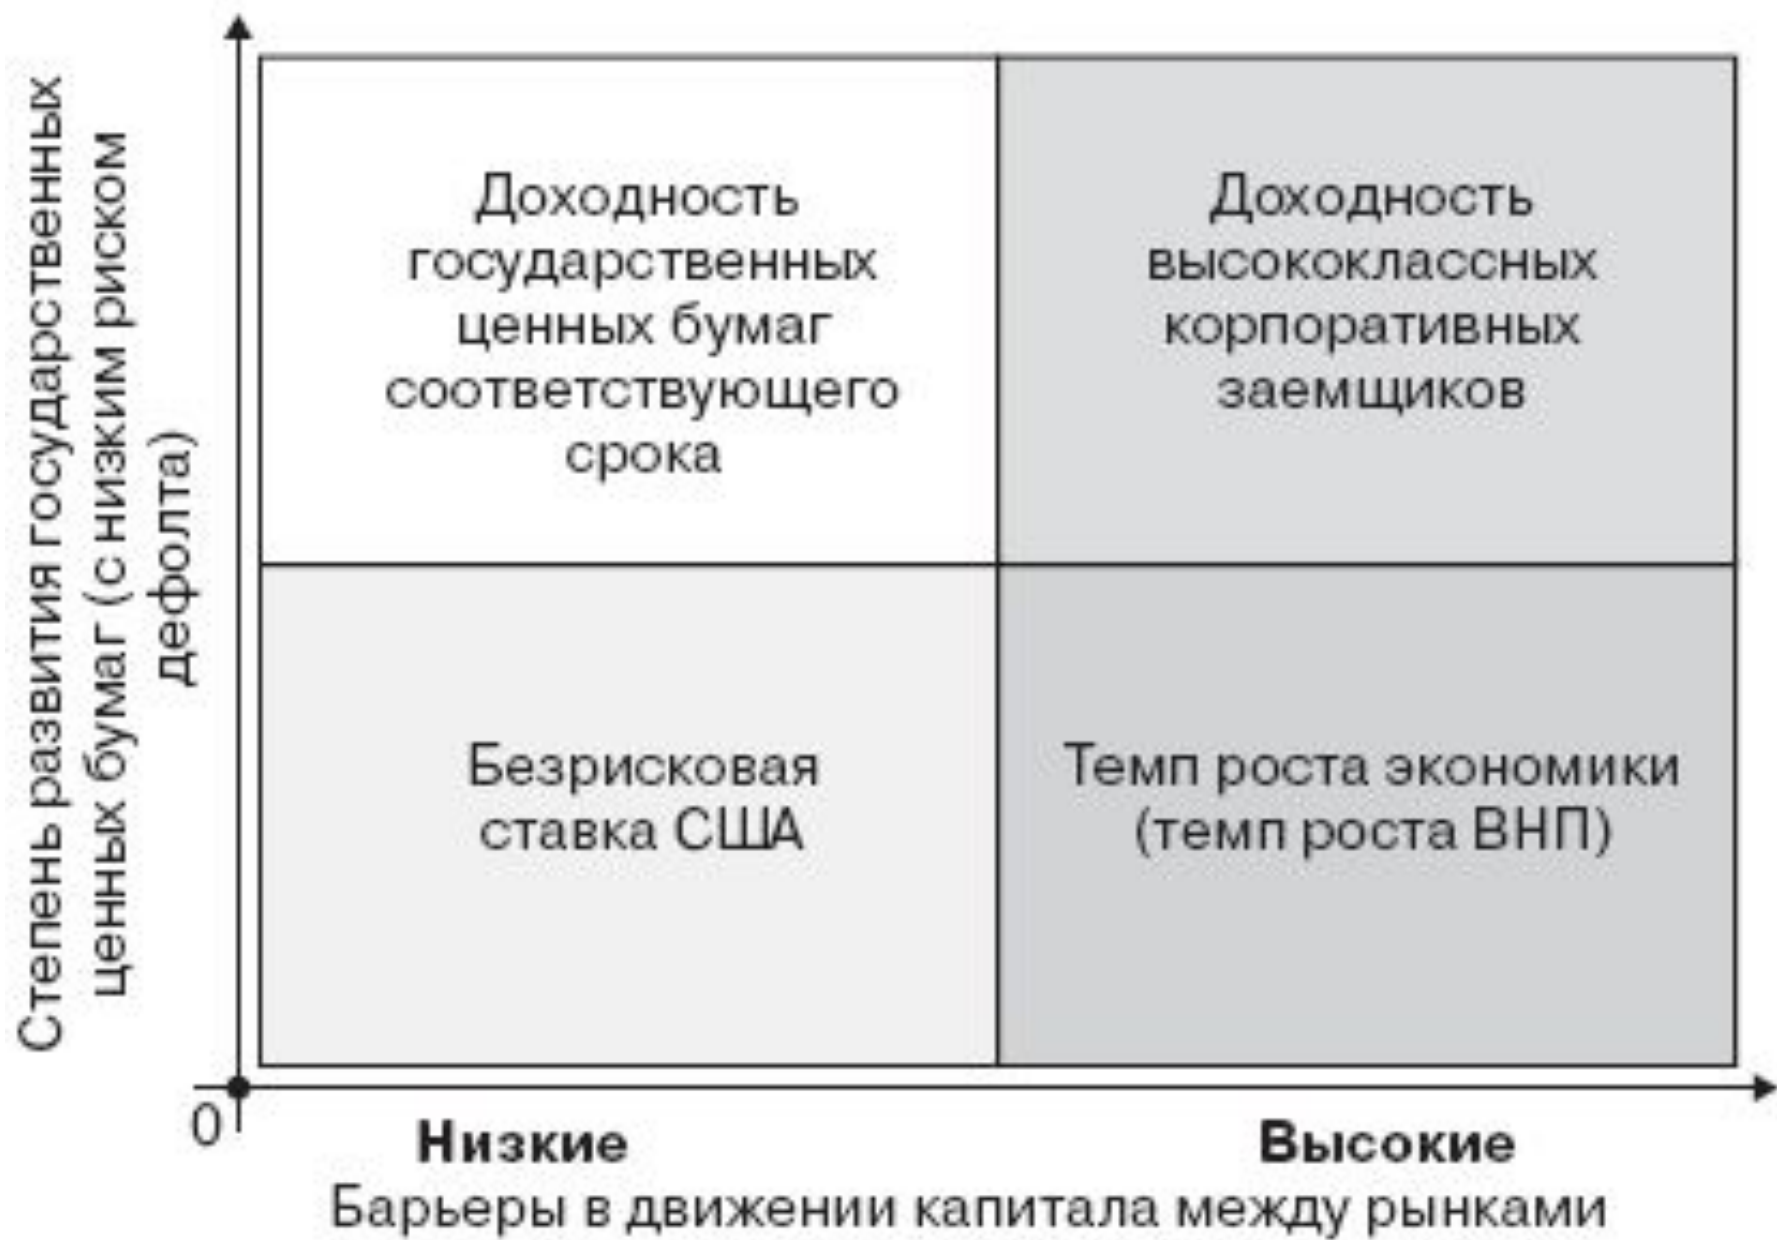 Степень развития государственных
ценных бумаг (с низким риском
дефолта)
Доходность
государственных
ценных бумаг
соответствующего
срока
Доходность
высококлассных
корпоративных
заемщиков
Безрисковая
ставка США
Темп роста экономики
(темп роста ВНП)
0
Низкие
Высокие
Барьеры в движении капитала между рынками